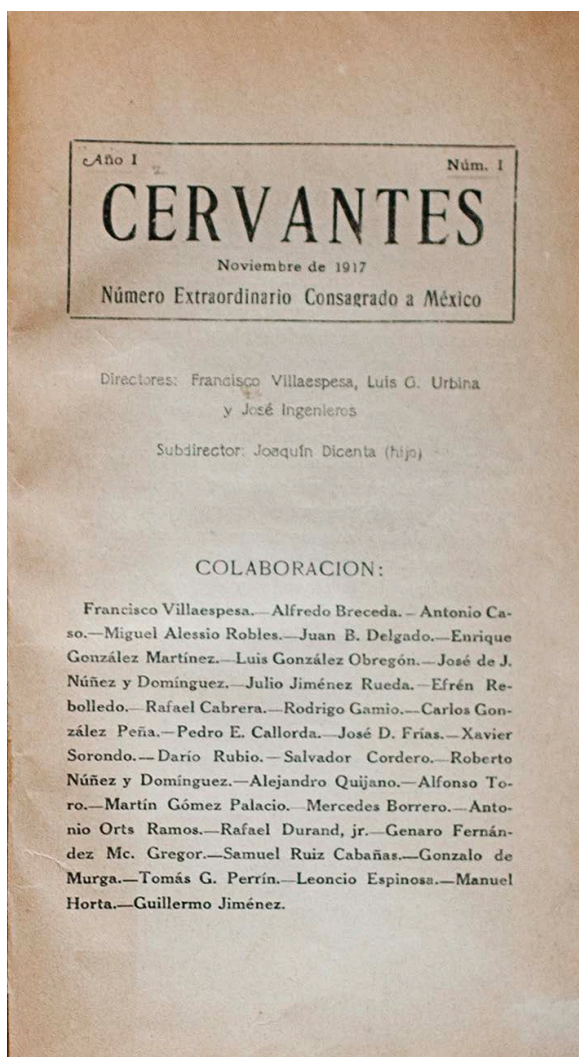 Año I
Núm. I
CERVANTES
Noviembre de 1917
Número Extraordinario Consagrado a México
Directores: Francisco Villaespesa, Luis G. Urbina
y José Ingenieros
Subdirector: Joaquín Dicenta (hijo)
COLABORACION:
Francisco Villaespesa.—Alfredo Breceda.—Antonio Ca-
so.—Miguel Alessio Robles.—Juan B. Delgado.—Enrique
González Martínez.—Luis González Obregón.—José de J.
Núñez y Domínguez.—Julio Jiménez Rueda.—Efrén Re-
bolledo.—Rafael Cabrera.—Rodrigo Gamio.—Carlos Gon-
zález Peña.—Pedro E. Callorda.—José D. Frías.—Xavier
Sorondo.—Darío Rubio.—Salvador Cordero.—Roberto
Núñez y Domínguez.—Alejandro Quijano.—Alfonso To-
ro.—Martín Gómez Palacio.—Mercedes Borrero.—Anto-
nio Orts Ramos.—Rafael Durand, jr.—Genaro Fernán-
dez Mc. Gregor.—Samuel Ruiz Cabañas.—Gonzalo de
Murga.—Tomás G. Perrín.—Leoncio Espinosa.—Manuel
Horta.—Guillermo Jiménez.